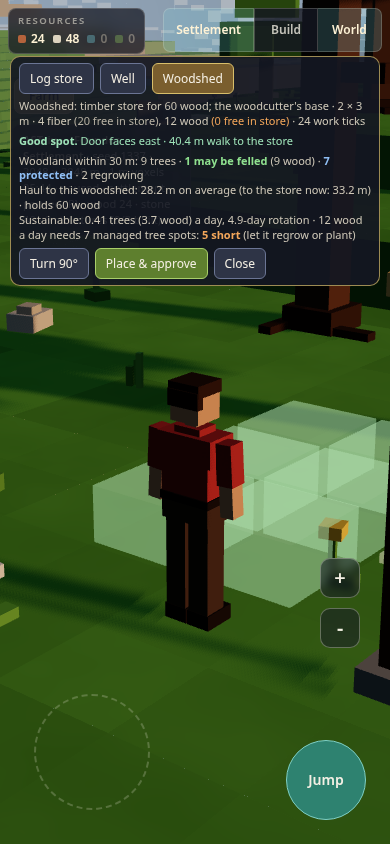 RESOURCES
24 48 0 0
Settlement Build World
Log store Well Woodshed
Woodshed: timber store for 60 wood; the woodcutter's base · 2 × 3
m · 4 fiber (20 free in store), 12 wood (0 free in store) · 24 work ticks
Good spot. Door faces east · 40.4 m walk to the store
Woodland within 30 m: 9 trees · 1 may be felled (9 wood) · 7
protected · 2 regrowing
Haul to this woodshed: 28.2 m on average (to the store now: 33.2 m)
· holds 60 wood
Sustainable: 0.41 trees (3.7 wood) a day, 4.9-day rotation · 12 wood
a day needs 7 managed tree spots: 5 short (let it regrow or plant)
Turn 90° Place & approve Close
+
-
Jump